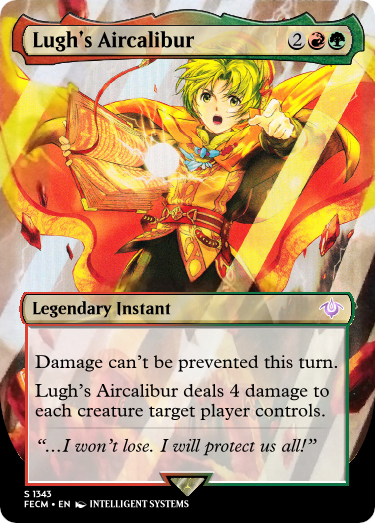 Lugh's Aircalibur 2
Legendary Instant
Damage can't be prevented this turn.
Lugh's Aircalibur deals 4 damage to
each creature target player controls.
"...I won't lose. I will protect us all!"
S 1343
FECM • EN INTELLIGENT SYSTEMS